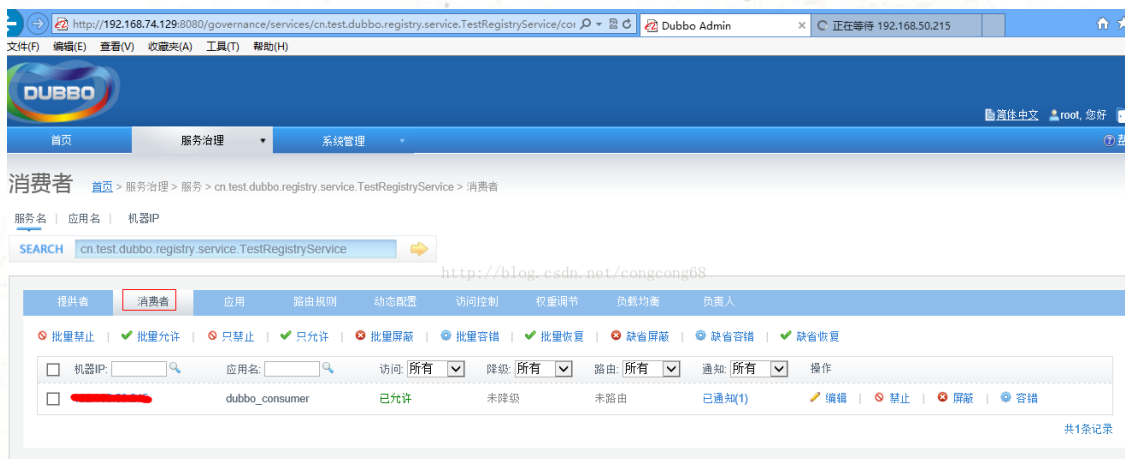 http://192.168.74.129:8080/governance/services/cn.test.dubbo.registry.service.TestRegistryService/cor
Dubbo Admin
正在等待 192.168.50.215
文件(F) 编辑(E) 查看(V) 收藏夹(A) 工具(T) 帮助(H)
DUBBO
简体中文 root, 您好
首页 服务治理 系统管理
消费者 首页 > 服务治理 > 服务 > cn.test.dubbo.registry.service.TestRegistryService > 消费者
服务名 | 应用名 | 机器IP
SEARCH cn.test.dubbo.registry.service.TestRegistryService
http://blog.csdn.net/congcong68
提供者 消费者 应用 路由规则 动态配置 访问控制 权重调节 负载均衡 负责人
批量禁止 | 批量允许 | 只禁止 | 只允许 | 批量屏蔽 | 批量容错 | 批量恢复 | 缺省屏蔽 | 缺省容错 | 缺省恢复
机器IP: 应用名: 访问: 所有 降级: 所有 路由: 所有 通知: 所有 操作
dubbo_consumer 已允许 未降级 未路由 已通知(1) 编辑 | 禁止 | 屏蔽 | 容错
共1条记录